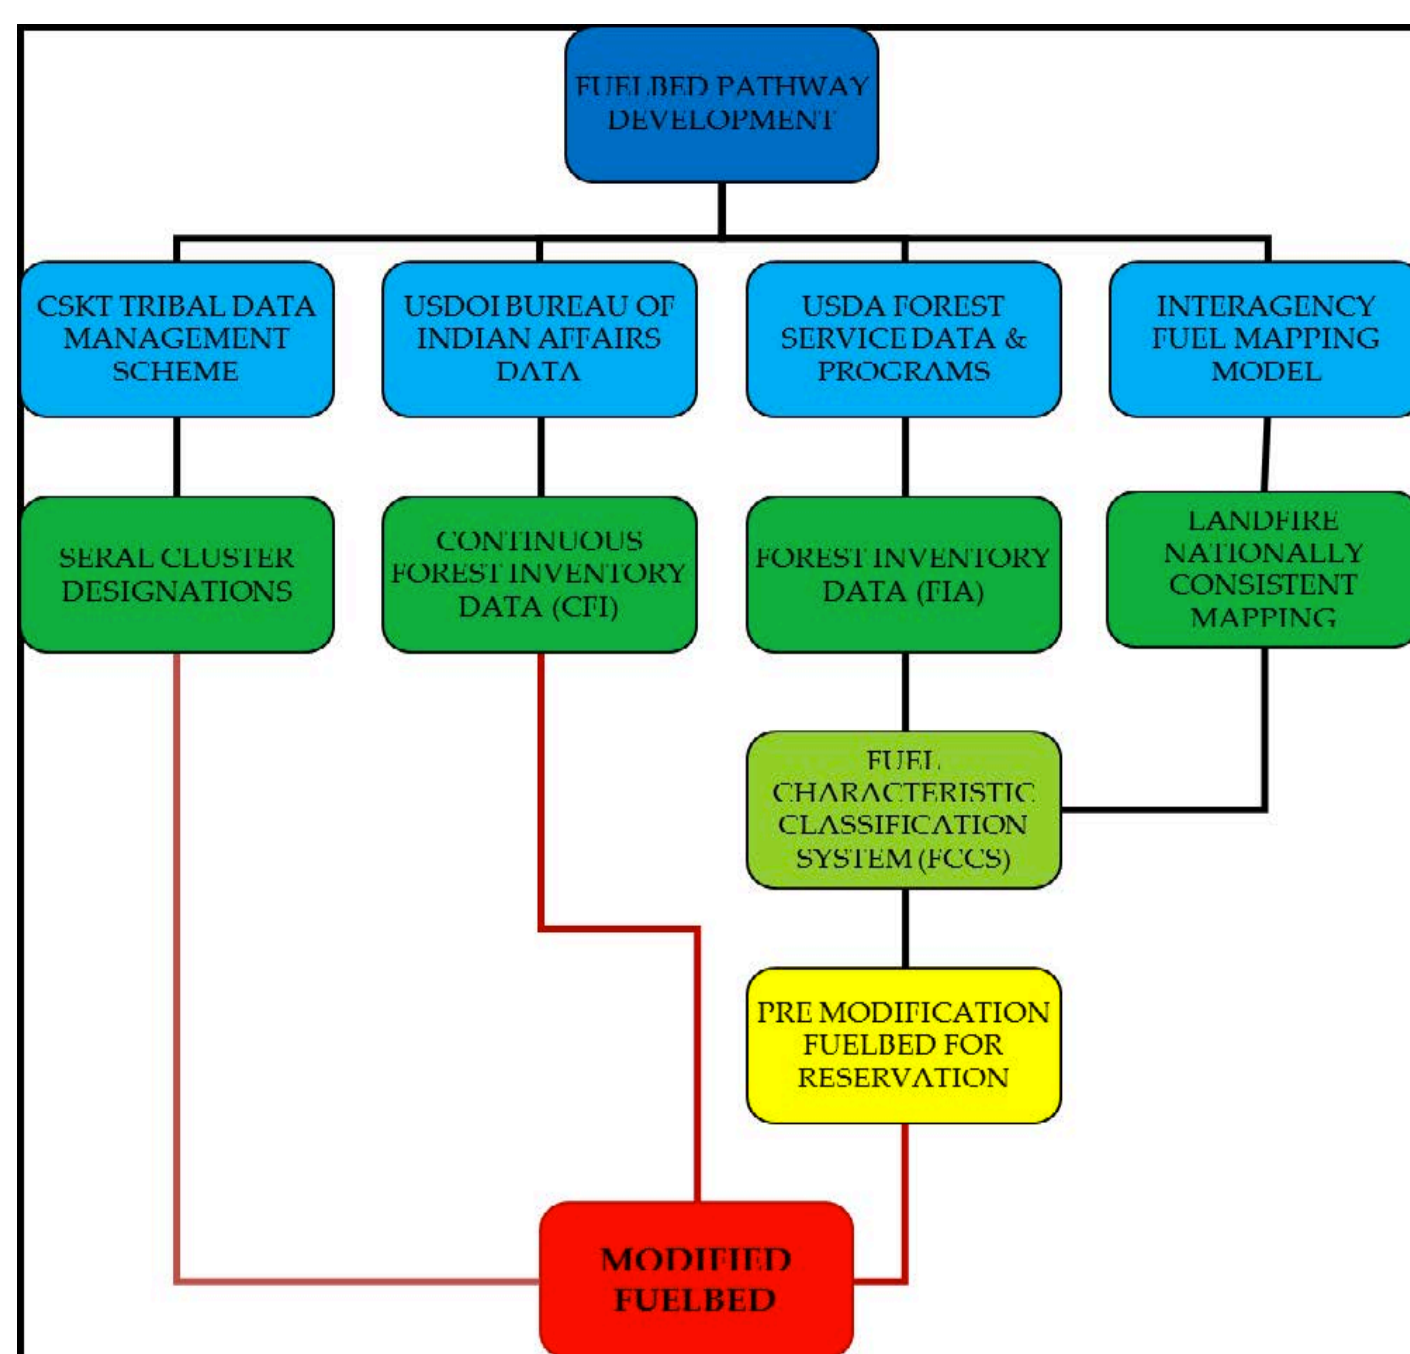 FUELBED PATHWAY
DEVELOPMENT
CSKT TRIBAL DATA
MANAGEMENT
SCHEME
USDOI BUREAU OF
INDIAN AFFAIRS
DATA
USDA FOREST
SERVICE DATA &
PROGRAMS
INTERAGENCY
FUEL MAPPING
MODEL
SERAL CLUSTER
DESIGNATIONS
CONTINUOUS
FOREST INVENTORY
DATA (CFI)
FOREST INVENTORY
DATA (FIA)
LANDFIRE
NATIONALLY
CONSISTENT
MAPPING
FUEL
CHARACTERISTIC
CLASSIFICATION
SYSTEM (FCCS)
PRE MODIFICATION
FUELBED FOR
RESERVATION
MODIFIED
FUELBED